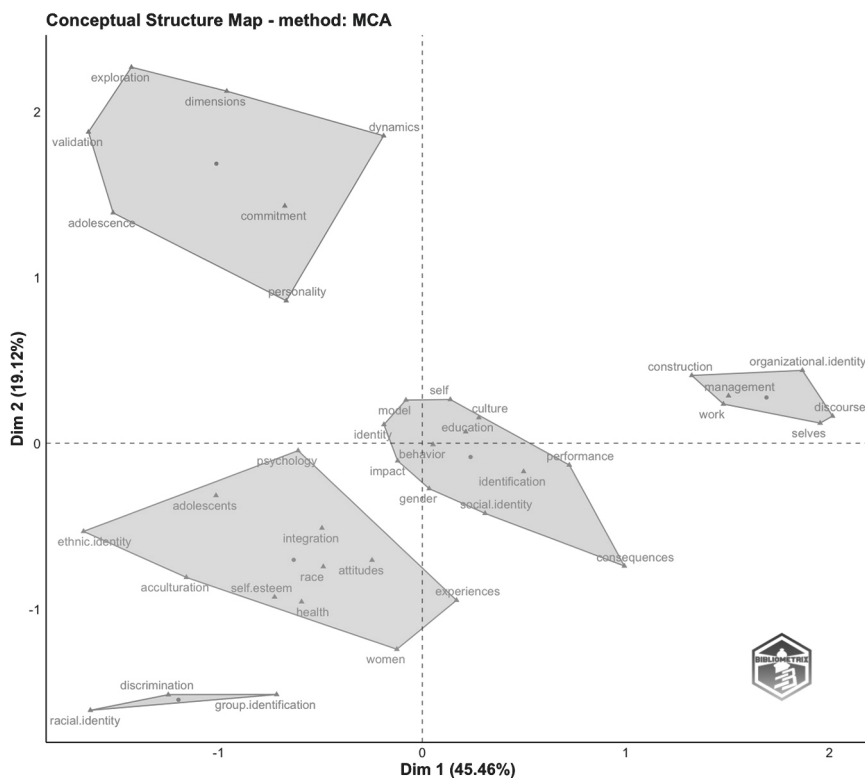 Conceptual Structure Map - method: MCA
exploration
dimensions
2
dynamics
validation
commitment
adolescence
1
personality
construction
organizational.identity
management
self
model
culture
work
discourse
education
selves
identity
0
behavior
performance
psychology
impact
identification
adolescents
gender
social.identity
ethnic.identity
integration
consequences
race
attitudes
acculturation
self.esteem
experiences
-1
health
women
BIBLIOMETRIX
discrimination
group.identification
racial.identity
-1
0
1
2
Dim 1 (45.46%)
Dim 2 (19.12%)